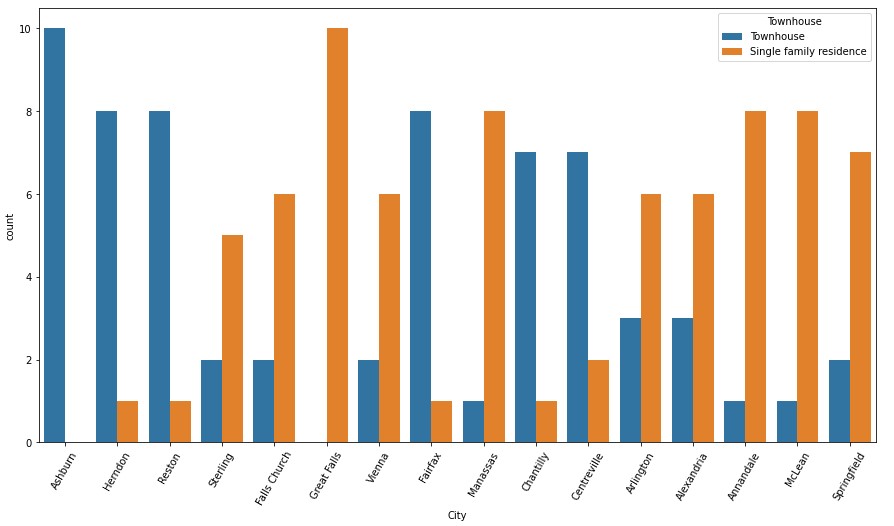 Townhouse
Townhouse
Single family residence
10
8
6
4
2
0
count
Ashburn
Herndon
Reston
Sterling
Falls Church
Great Falls
Vienna
Fairfax
Manassas
Chantilly
Centreville
Arlington
Alexandria
Annandale
McLean
Springfield
City